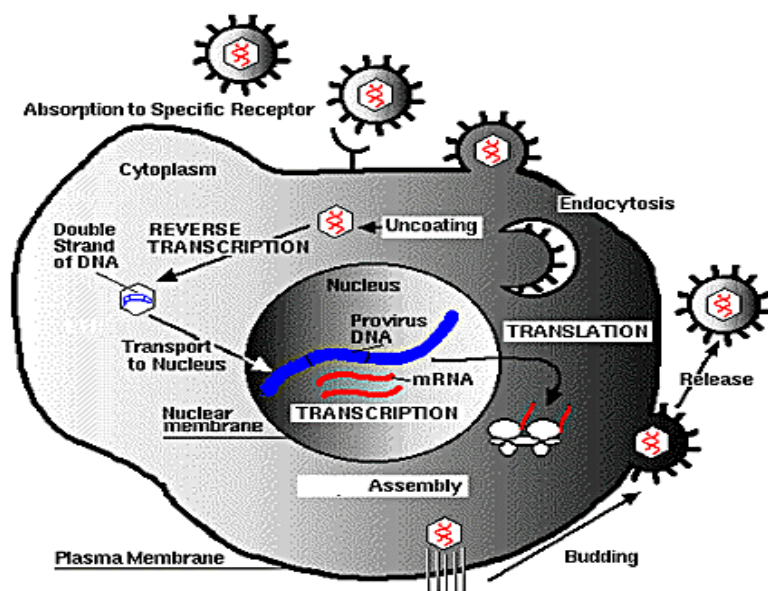 Absorption to Specific Receptor
Cytoplasm
Endocytosis
Double
Strand
of DNA
REVERSE
TRANSCRIPTION
Uncoating
Nucleus
Provirus
DNA
TRANSLATION
Transport
to Nucleus
mRNA
Release
Nuclear
membrane
TRANSCRIPTION
Assembly
Plasma Membrane
Budding